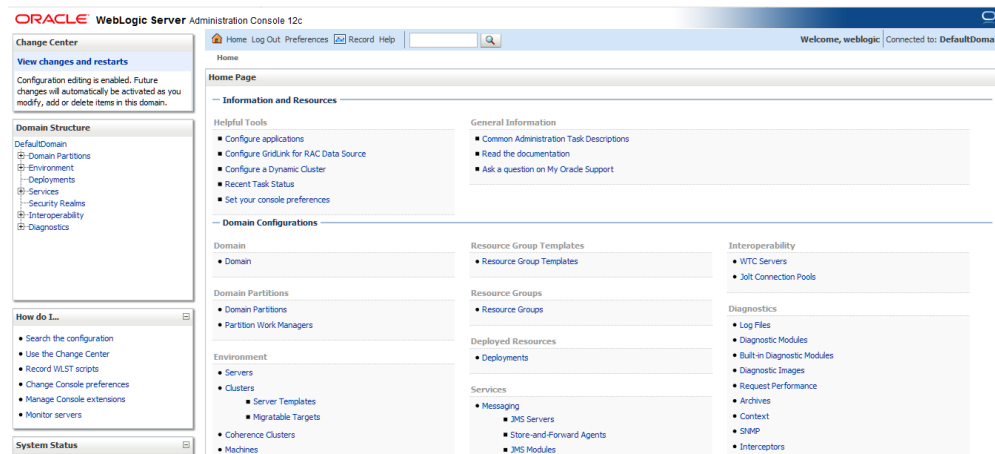 ORACLE WebLogic Server Administration Console 12c
Change Center
View changes and restarts
Configuration editing is enabled. Future
changes will automatically be activated as you
modify, add or delete items in this domain.
Domain Structure
DefaultDomain
Domain Partitions
Environment
Deployments
Services
Security Realms
Interoperability
Diagnostics
How do I...
Search the configuration
Use the Change Center
Record WLST scripts
Change Console preferences
Manage Console extensions
Monitor servers
System Status
Home Log Out Preferences Record Help
Welcome, weblogic Connected to: DefaultDoma
Home
Home Page
Information and Resources
Helpful Tools
Configure applications
Configure GridLink for RAC Data Source
Configure a Dynamic Cluster
Recent Task Status
Set your console preferences
General Information
Common Administration Task Descriptions
Read the documentation
Ask a question on My Oracle Support
Domain Configurations
Domain
Domain
Domain Partitions
Domain Partitions
Partition Work Managers
Environment
Servers
Clusters
Server Templates
Migratable Targets
Coherence Clusters
Machines
Resource Group Templates
Resource Group Templates
Resource Groups
Resource Groups
Deployed Resources
Deployments
Services
Messaging
JMS Servers
Store-and-Forward Agents
JMS Modules
Interoperability
WTC Servers
Jolt Connection Pools
Diagnostics
Log Files
Diagnostic Modules
Built-in Diagnostic Modules
Diagnostic Images
Request Performance
Archives
Context
SNMP
Interceptors